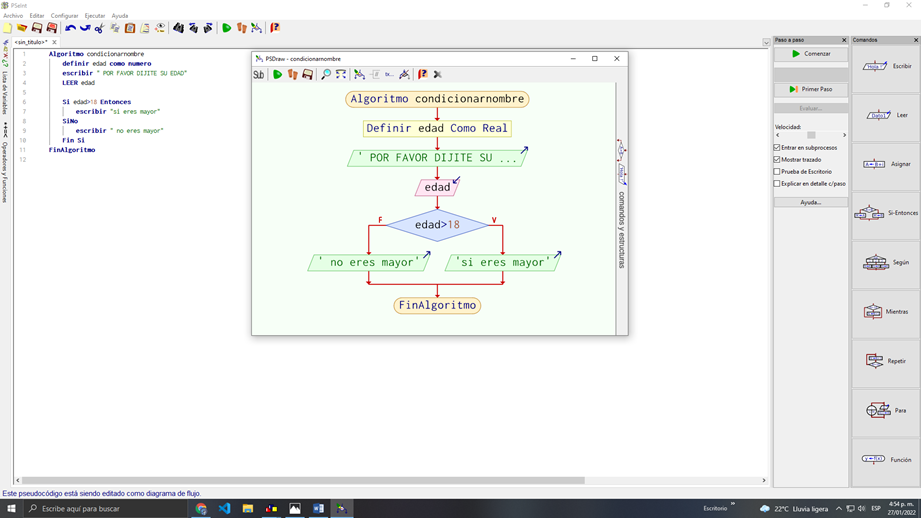 PSeInt
Archivo Editar Configurar Ejecutar Ayuda
<sin_titulo>*
Lista de Variables
Operadores y Funciones
1 Algoritmo condicionarnombre
2 definir edad como numero
3 escribir " POR FAVOR DIJITE SU EDAD"
4 LEER edad
5
6 Si edad>18 Entonces
7 escribir "si eres mayor"
8 SiNo
9 escribir " no eres mayor"
10 Fin Si
11 FinAlgoritmo
12
PSDraw - condicionarnombre
Algoritmo condicionarnombre
Definir edad Como Real
' POR FAVOR DIJITE SU ...
edad
F
edad>18
V
' no eres mayor'
'si eres mayor'
FinAlgoritmo
comandos y estructuras
Paso a paso
Comenzar
Primer Paso
Evaluar...
Velocidad:
Entrar en subprocesos
Mostrar trazado
Prueba de Escritorio
Explicar en detalle c/paso
Ayuda...
Comandos
Escribir
Leer
Asignar
Si-Entonces
Según
Mientras
Repetir
Para
Función
Este pseudocódigo está siendo editado como diagrama de flujo.
Escribe aquí para buscar
Escritorio
22°C Lluvia ligera
ESP
4:54 p. m.
27/01/2022